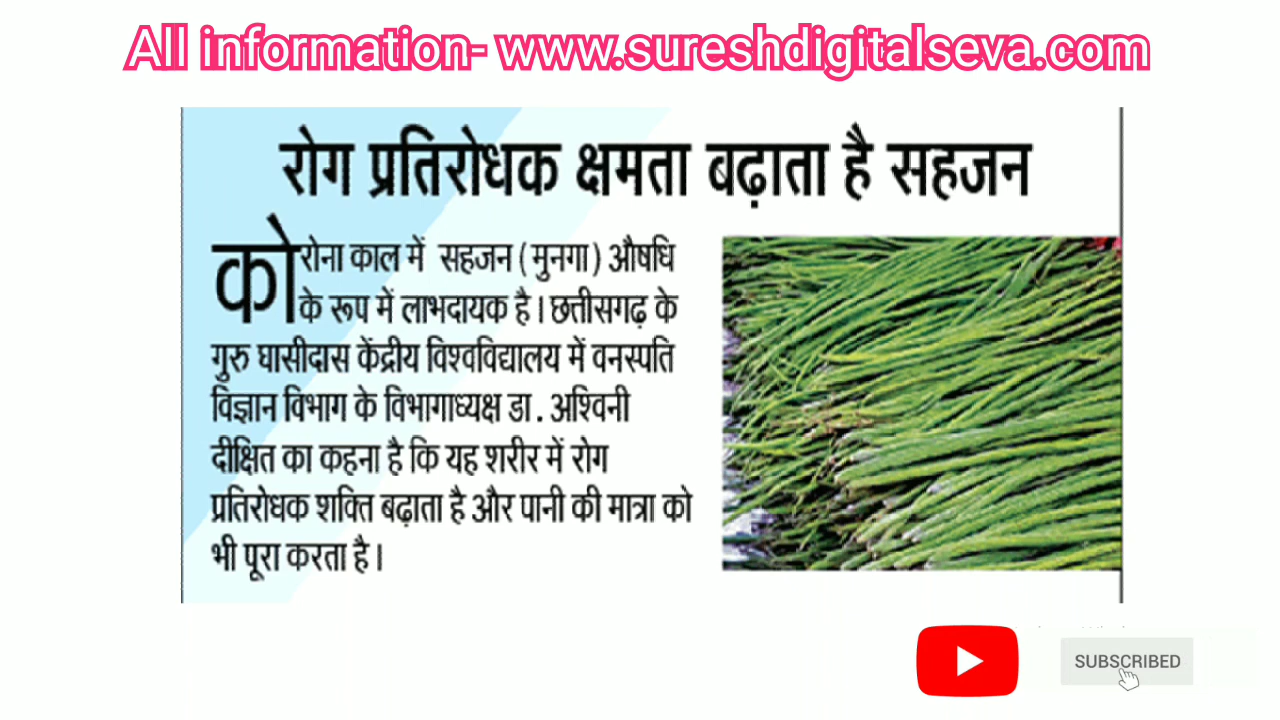 All information- www.sureshdigitalseva.com
रोग प्रतिरोधक क्षमता बढ़ाता है सहजन
कोरोना काल में सहजन (मुनगा) औषधि
के रूप में लाभदायक है। छत्तीसगढ़ के
गुरु घासीदास केंद्रीय विश्वविद्यालय में वनस्पति
विज्ञान विभाग के विभागाध्यक्ष डा. अश्विनी
दीक्षित का कहना है कि यह शरीर में रोग
प्रतिरोधक शक्ति बढ़ाता है और पानी की मात्रा को
भी पूरा करता है।
SUBSCRIBED